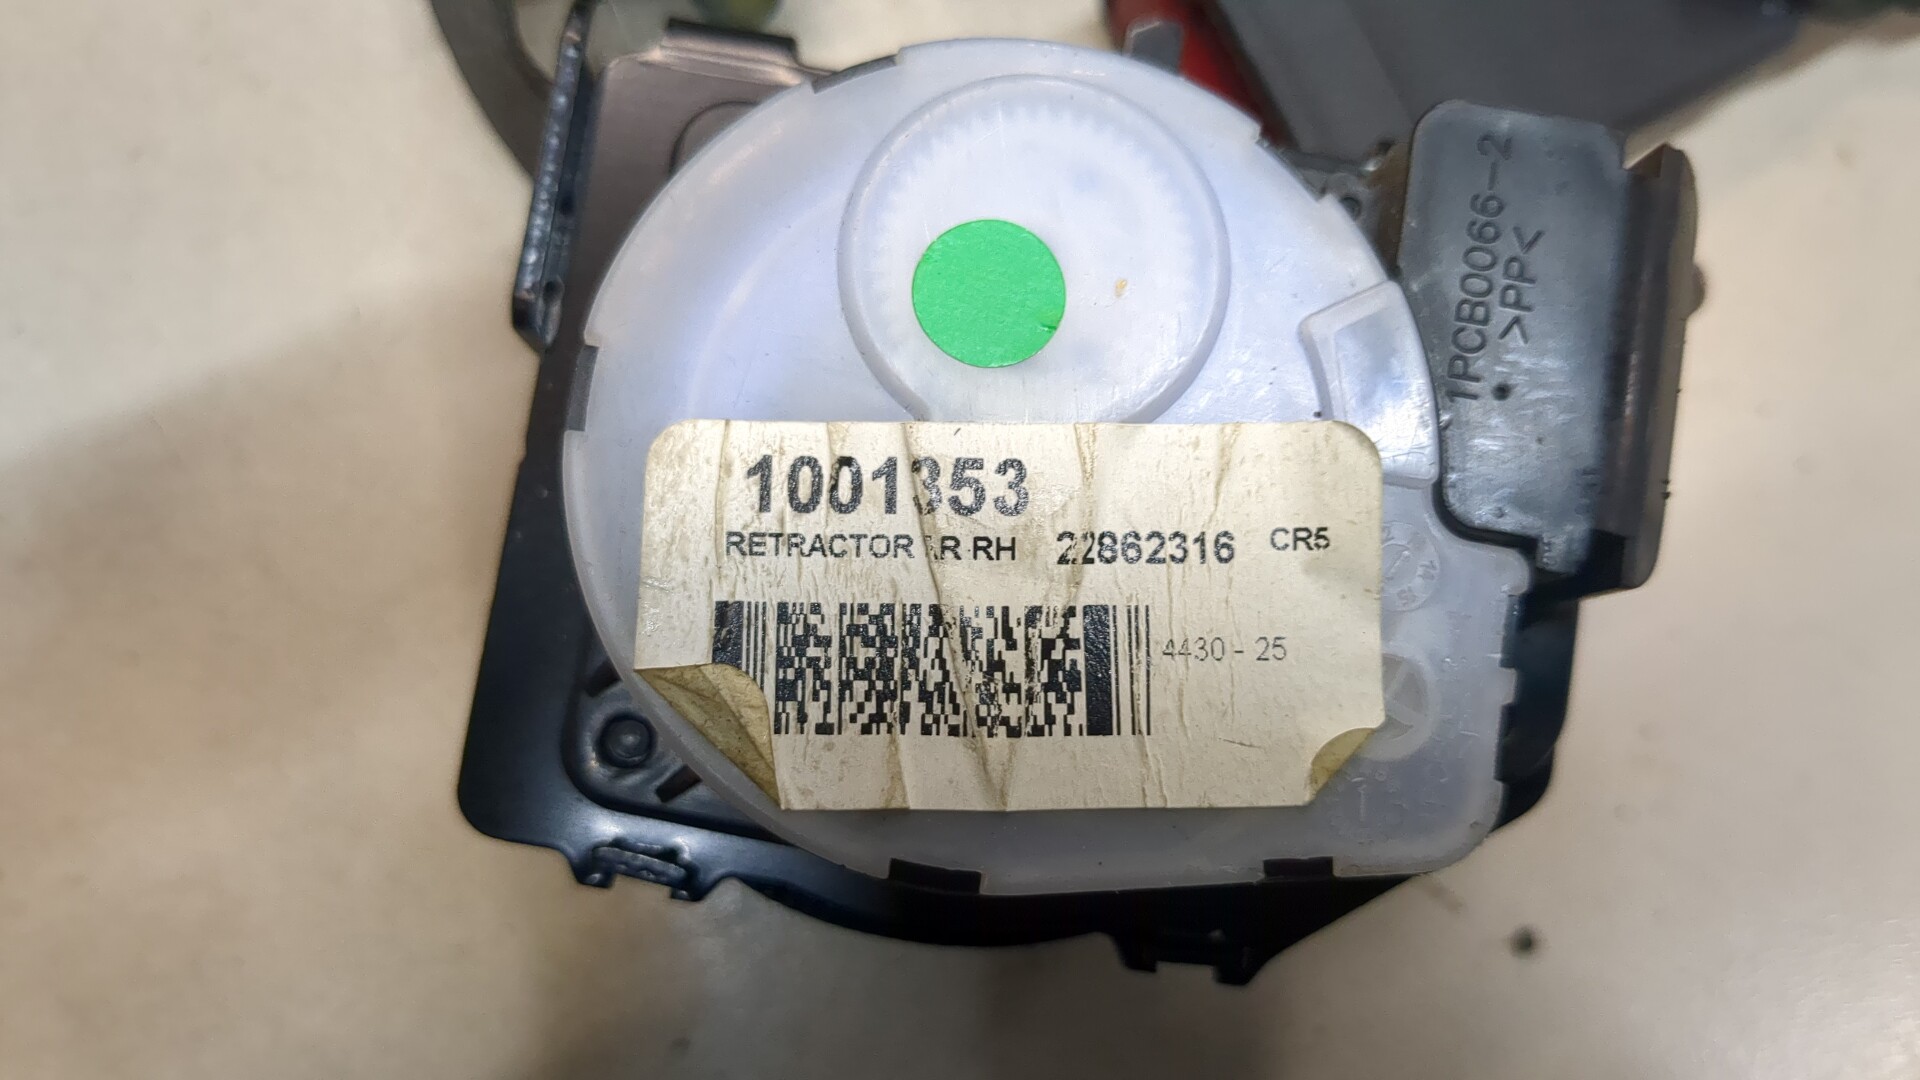 1PCB0066-2
>PP<
1001353
RETRACTOR RH 22862316 CR5
4430 - 25